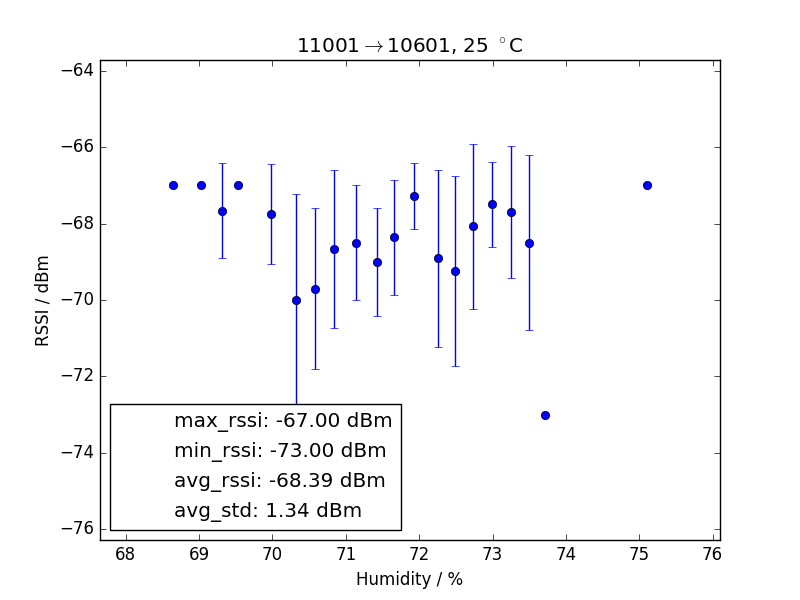 11001→10601, 25 °C
−64
−66
−68
−70
−72
−74
−76
RSSI / dBm
max_rssi: -67.00 dBm
min_rssi: -73.00 dBm
avg_rssi: -68.39 dBm
avg_std: 1.34 dBm
68 69 70 71 72 73 74 75 76
Humidity / %